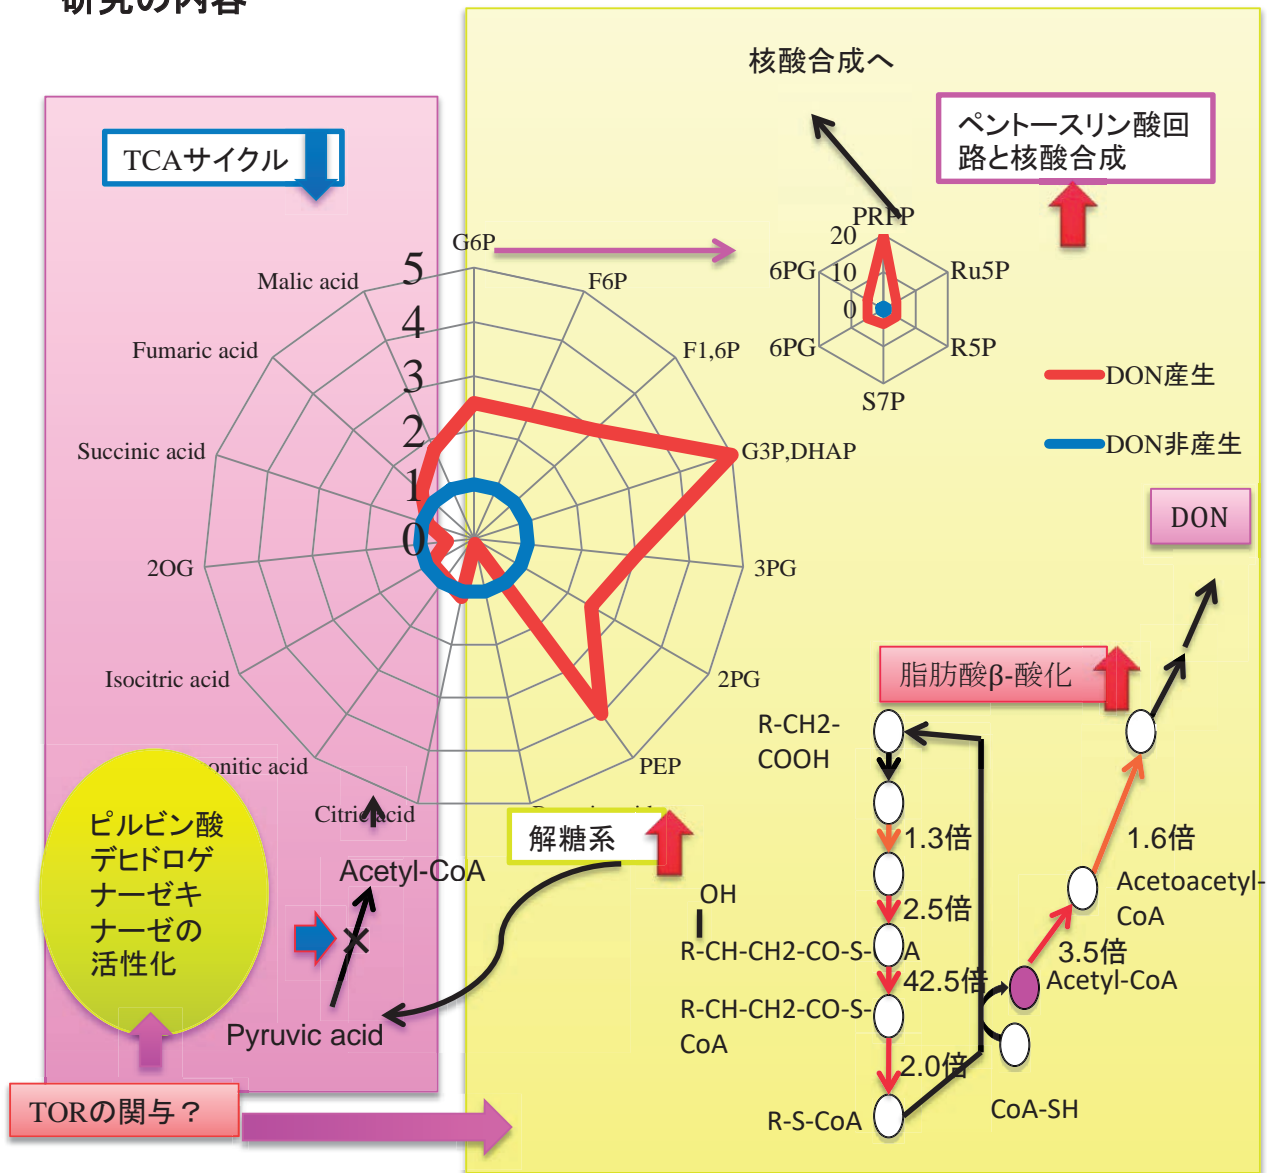 研究の内容
核酸合成へ
TCAサイクル
ペントースリン酸回
路と核酸合成
PRPP
20
10
0
6PG
Ru5P
6PG
R5P
S7P
G6P
F6P
F1,6P
G3P,DHAP
3PG
2PG
PEP
Citric acid
Isocitric acid
2OG
Succinic acid
Fumaric acid
Malic acid
5
4
3
2
1
0
DON産生
DON非産生
DON
脂肪酸β-酸化
解糖系
ピルビン酸
デヒドロゲ
ナーゼキ
ナーゼの
活性化
Acetyl-CoA
Pyruvic acid
TORの関与？
R-CH2-
COOH
1.3倍
2.5倍
OH
R-CH-CH2-CO-S-
42.5倍
R-CH-CH2-CO-S-
CoA
2.0倍
R-S-CoA
CoA-SH
Acetyl-CoA
3.5倍
Acetoacetyl-
CoA
1.6倍